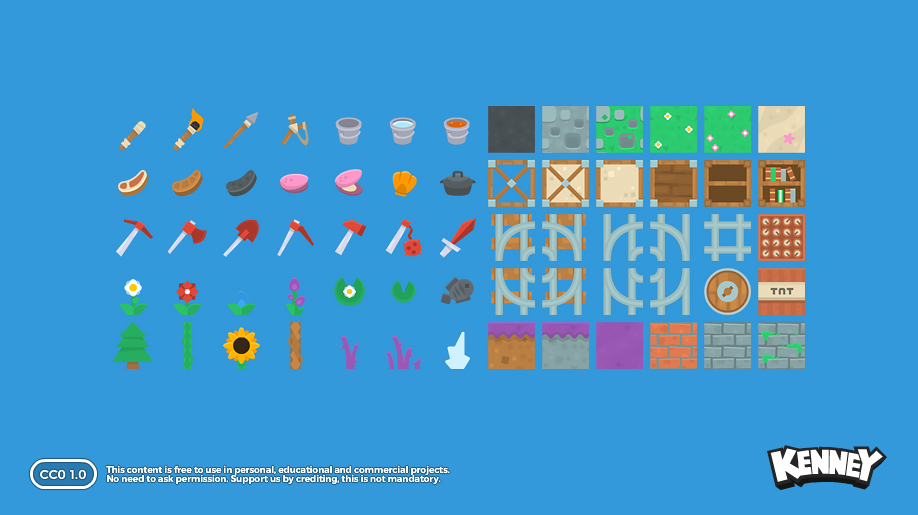 TNT
CC0 1.0
This content is free to use in personal, educational and commercial projects.
No need to ask permission. Support us by crediting, this is not mandatory.
KENNEY